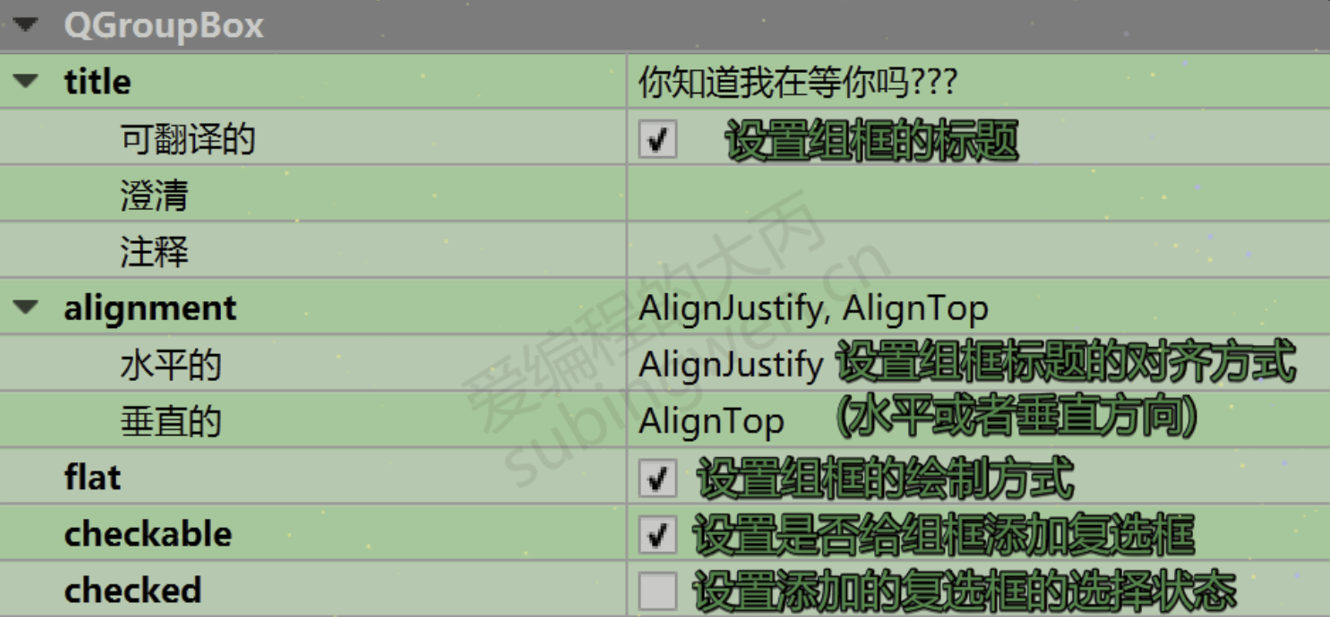 QGroupBox
title 你知道我在等你吗???
可翻译的 设置组框的标题
澄清
注释
alignment AlignJustify, AlignTop
水平的 AlignJustify 设置组框标题的对齐方式
垂直的 AlignTop (水平或者垂直方向)
flat 设置组框的绘制方式
checkable 设置是否给组框添加复选框
checked 设置添加的复选框的选择状态
爱编程的大丙
subingwen.cn